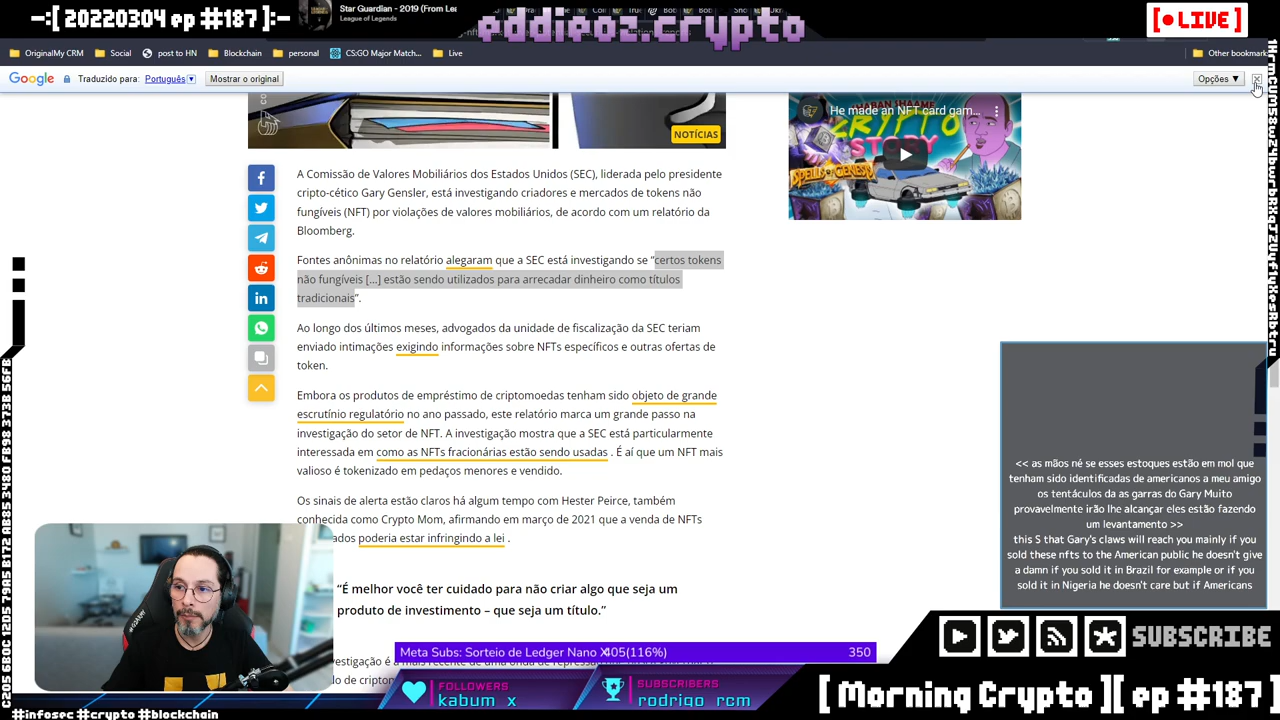 -:[ 20220304 ep #187 ]:-
Star Guardian - 2019 (From Lea
League of Legends
eddieoz.crypto
[● LIVE ]
OriginalMy CRM
Social
post to HN
Blockchain
personal
CS:GO Major Match...
Live
Other bookmark
Google
Traduzido para: Português
Mostrar o original
Opções ▼
NOTÍCIAS
He made an NFT card gam...
CRYPTO
STORY
SPELLS OF GENESIS
A Comissão de Valores Mobiliários dos Estados Unidos (SEC), liderada pelo presidente
cripto-cético Gary Gensler, está investigando criadores e mercados de tokens não
fungíveis (NFT) por violações de valores mobiliários, de acordo com um relatório da
Bloomberg.
Fontes anônimas no relatório alegaram que a SEC está investigando se “certos tokens
não fungíveis [...] estão sendo utilizados para arrecadar dinheiro como títulos
tradicionais”.
Ao longo dos últimos meses, advogados da unidade de fiscalização da SEC teriam
enviado intimações exigindo informações sobre NFTs específicos e outras ofertas de
token.
Embora os produtos de empréstimo de criptomoedas tenham sido objeto de grande
escrutínio regulatório no ano passado, este relatório marca um grande passo na
investigação do setor de NFT. A investigação mostra que a SEC está particularmente
interessada em como as NFTs fracionárias estão sendo usadas . É aí que um NFT mais
valioso é tokenizado em pedaços menores e vendido.
Os sinais de alerta estão claros há algum tempo com Hester Peirce, também
conhecida como Crypto Mom, afirmando em março de 2021 que a venda de NFTs
poderia estar infringindo a lei .
“É melhor você ter cuidado para não criar algo que seja um
produto de investimento – que seja um título.”
<< as mãos né se esses estoques estão em mol que
tenham sido identificadas de americanos a meu amigo
os tentáculos da as garras do Gary Muito
provavelmente irão lhe alcançar eles estão fazendo
um levantamento >>
this S that Gary's claws will reach you mainly if you
sold these nfts to the American public he doesn't give
a damn if you sold it in Brazil for example or if you
sold it in Nigeria he doesn't care but if Americans
Meta Subs: Sorteio de Ledger Nano X
405(116%)
350
FOLLOWERS
kabum_x
SUBSCRIBERS
rodrigo_rcm
SUBSCRIBE
[ Morning Crypto ][ ep #187 ]
#infosec #crypto #blockchain